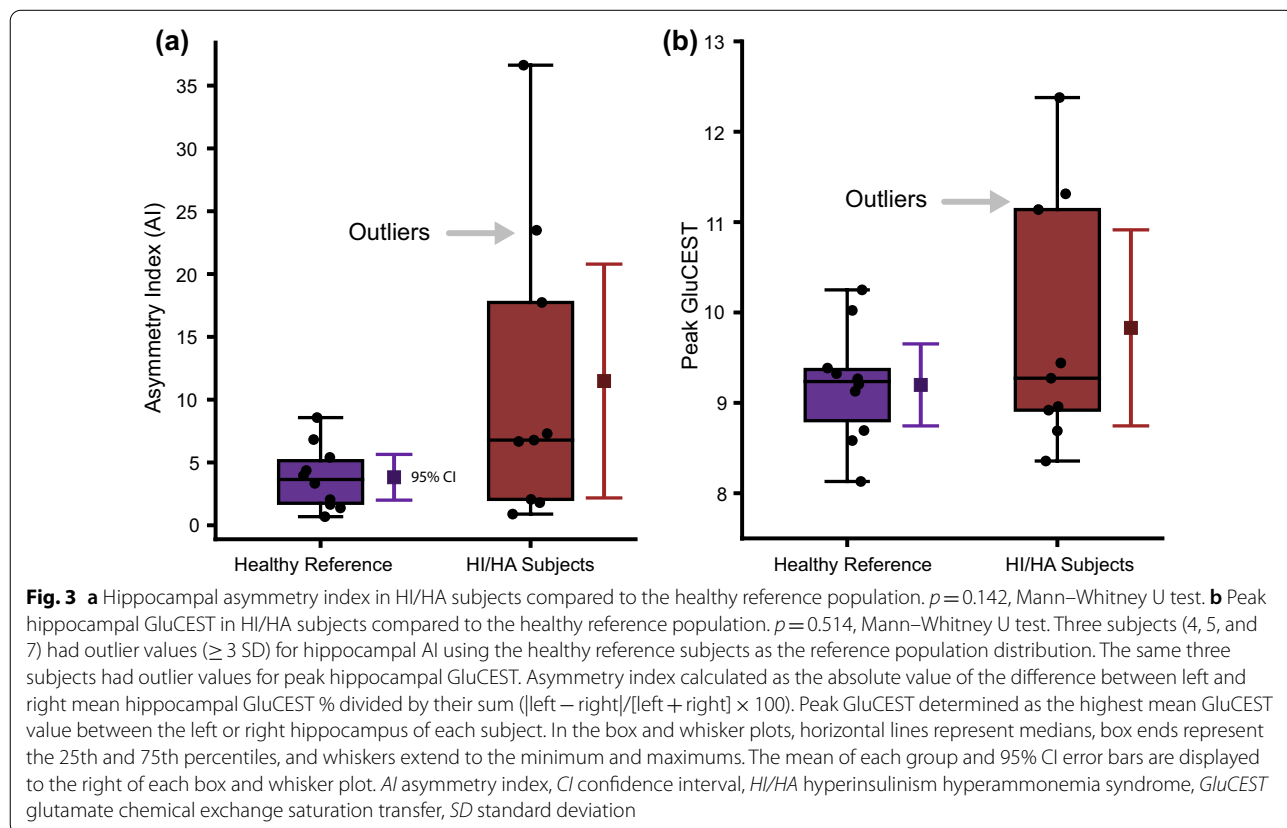 (a)
Asymmetry Index (AI)
35
30
25
20
15
10
5
0
Outliers
95% CI
Healthy Reference
HI/HA Subjects
(b)
Peak GluCEST
13
12
11
10
9
8
Outliers
Healthy Reference
HI/HA Subjects
Fig. 3 a Hippocampal asymmetry index in HI/HA subjects compared to the healthy reference population. p = 0.142, Mann–Whitney U test. b Peak
hippocampal GluCEST in HI/HA subjects compared to the healthy reference population. p = 0.514, Mann–Whitney U test. Three subjects (4, 5, and
7) had outlier values (≥ 3 SD) for hippocampal AI using the healthy reference subjects as the reference population distribution. The same three
subjects had outlier values for peak hippocampal GluCEST. Asymmetry index calculated as the absolute value of the difference between left and
right mean hippocampal GluCEST % divided by their sum (|left − right|/[left + right] × 100). Peak GluCEST determined as the highest mean GluCEST
value between the left or right hippocampus of each subject. In the box and whisker plots, horizontal lines represent medians, box ends represent
the 25th and 75th percentiles, and whiskers extend to the minimum and maximums. The mean of each group and 95% CI error bars are displayed
to the right of each box and whisker plot. AI asymmetry index, CI confidence interval, HI/HA hyperinsulinism hyperammonemia syndrome, GluCEST
glutamate chemical exchange saturation transfer, SD standard deviation